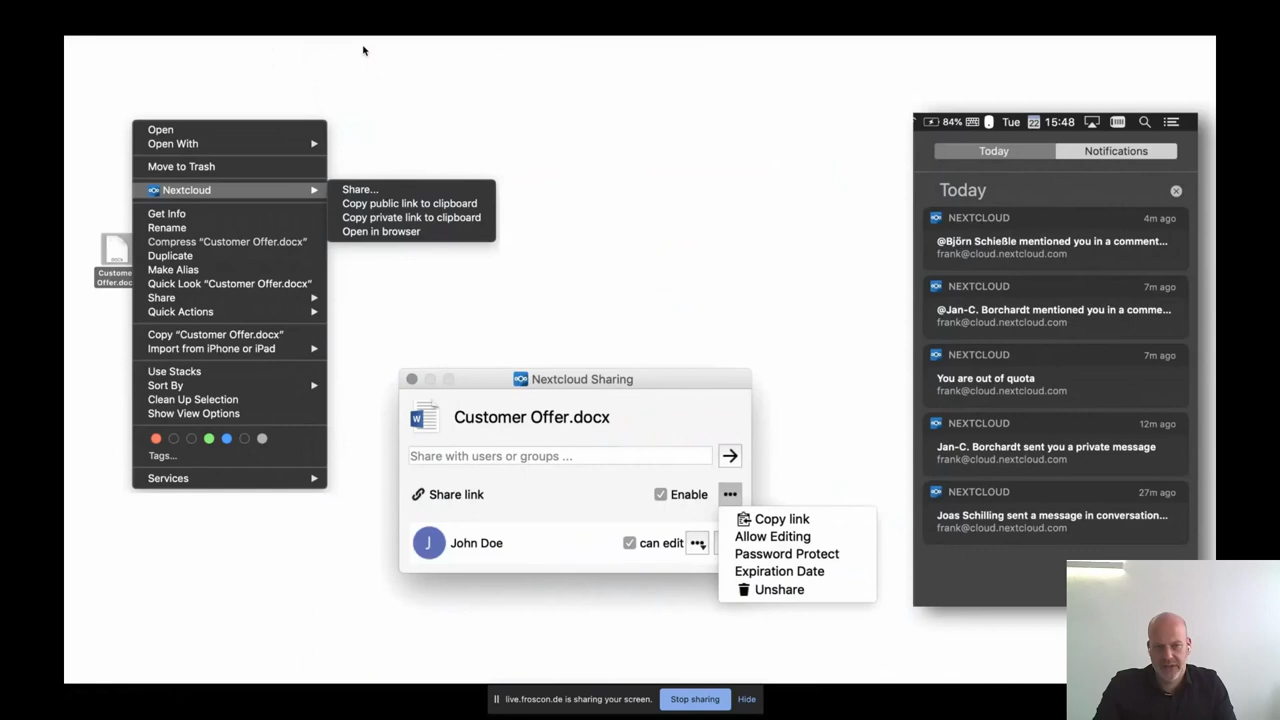 Open
Open With
Move to Trash
Nextcloud
Get Info
Rename
Compress “Customer Offer.docx”
Duplicate
Make Alias
Quick Look “Customer Offer.docx”
Share
Quick Actions
Copy “Customer Offer.docx”
Import from iPhone or iPad
Use Stacks
Sort By
Clean Up Selection
Show View Options
Tags...
Services
DOCX
Custome
Offer.doc
Share...
Copy public link to clipboard
Copy private link to clipboard
Open in browser
Nextcloud Sharing
W
Customer Offer.docx
Share with users or groups ...
Share link
Enable
J
John Doe
can edit
Copy link
Allow Editing
Password Protect
Expiration Date
Unshare
84% Tue 22 15:48
Today Notifications
Today
NEXTCLOUD 4m ago
@Björn Schießle mentioned you in a comment...
frank@cloud.nextcloud.com
NEXTCLOUD 7m ago
@Jan-C. Borchardt mentioned you in a comme...
frank@cloud.nextcloud.com
NEXTCLOUD 7m ago
You are out of quota
frank@cloud.nextcloud.com
NEXTCLOUD 12m ago
Jan-C. Borchardt sent you a private message
frank@cloud.nextcloud.com
NEXTCLOUD 27m ago
Joas Schilling sent a message in conversation...
frank@cloud.nextcloud.com
live.froscon.de is sharing your screen. Stop sharing Hide